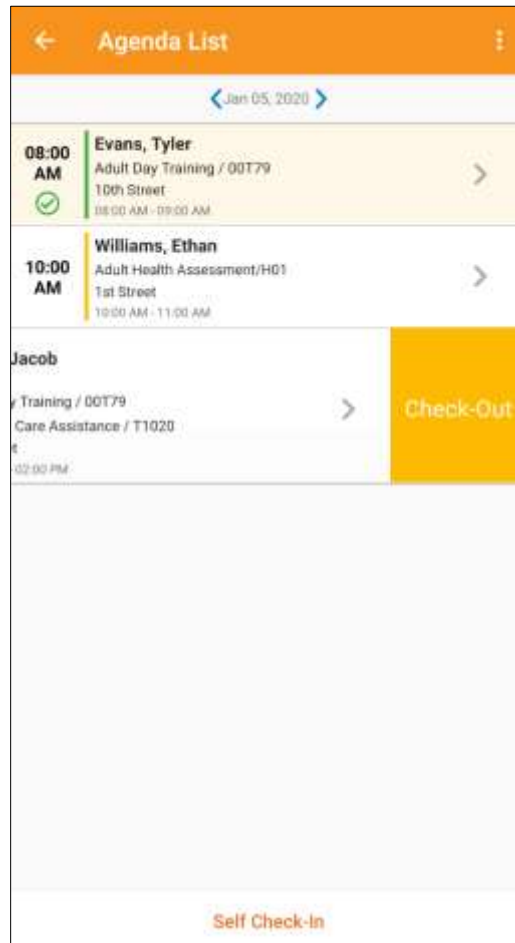 Agenda List
Jan 05, 2020
08:00 AM
Evans, Tyler
Adult Day Training / 00T79
10th Street
08:00 AM - 09:00 AM
10:00 AM
Williams, Ethan
Adult Health Assessment/H01
1st Street
10:00 AM - 11:00 AM
Jacob
y Training / 00T79
Care Assistance / T1020
t
- 02:00 PM
Check-Out
Self Check-In